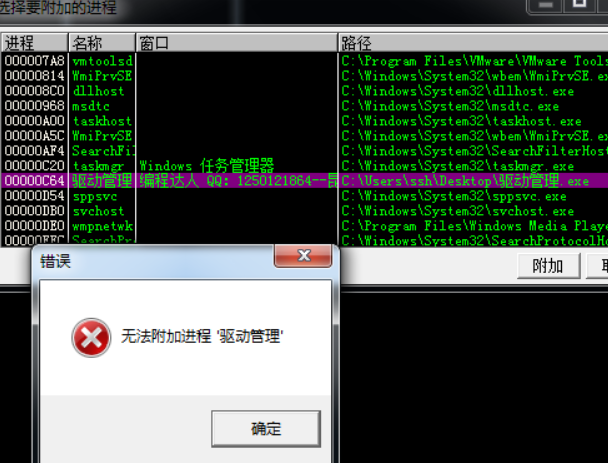 选择要附加的进程
进程 名称 窗口 路径
000007A8 vmtoolsd C:\Program Files\VMware\VMware Tools
00000814 WmiPrvSE C:\Windows\System32\wbem\WmiPrvSE.ex
000008C0 dllhost C:\Windows\System32\dllhost.exe
00000968 msdtc C:\Windows\System32\msdtc.exe
00000A00 taskhost C:\Windows\System32\taskhost.exe
00000A5C WmiPrvSE C:\Windows\System32\wbem\WmiPrvSE.ex
00000AF4 SearchFil C:\Windows\System32\SearchFilterHost
00000C20 taskmgr Windows 任务管理器 C:\Windows\System32\taskmgr.exe
00000C64 驱动管理 编程达人 QQ: 1250121864--昆 C:\Users\ssh\Desktop\驱动管理.exe
00000D54 sppsvc C:\Windows\System32\sppsvc.exe
00000DB0 svchost C:\Windows\System32\svchost.exe
00000DE0 wmpnetwk C:\Program Files\Windows Media Playe
00000EEC SearchPr C:\Windows\System32\SearchProtocolHo
附加
错误
无法附加进程 '驱动管理'
确定